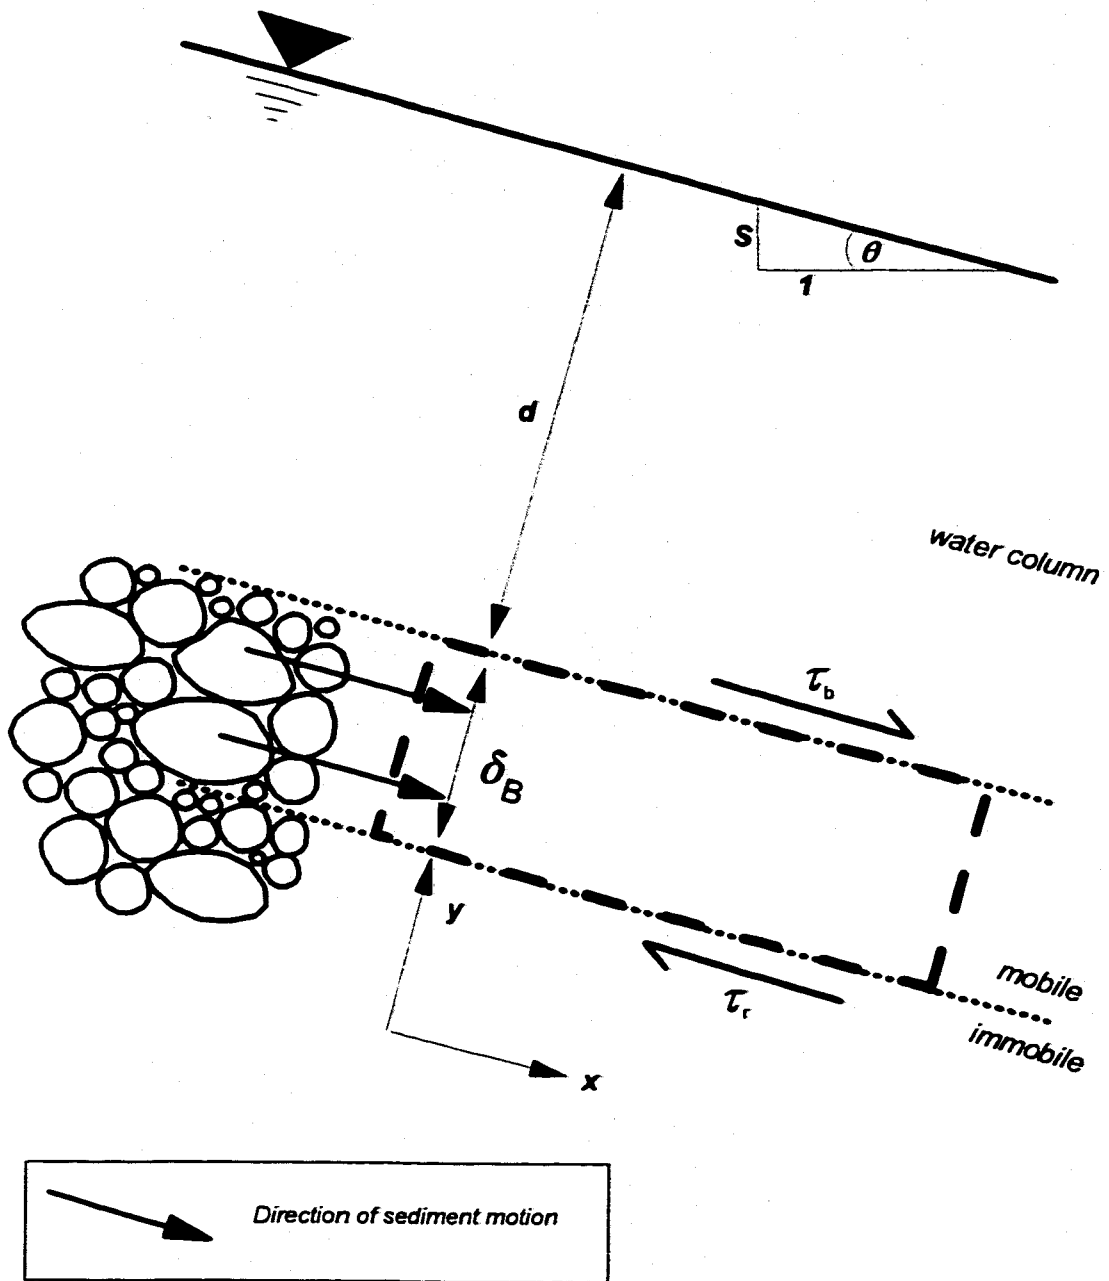 S
θ
1
d
water column
τb
δB
y
mobile
τr
immobile
x
Direction of sediment motion